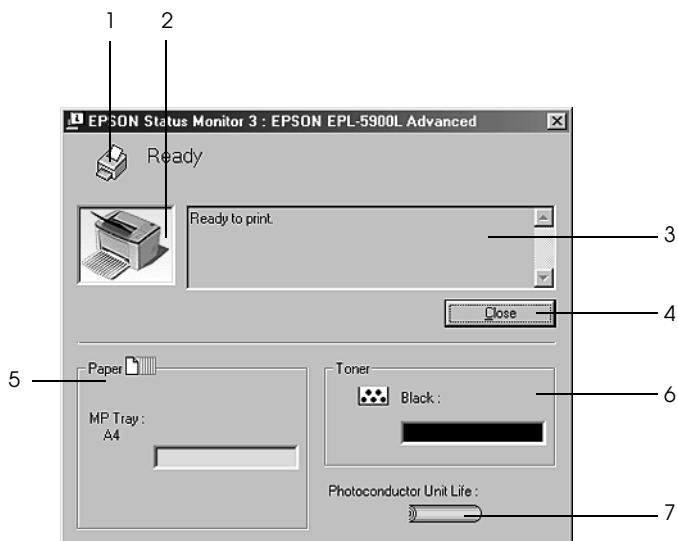 1 2
EPSON Status Monitor 3 : EPSON EPL-5900L Advanced
Ready
Ready to print.
3
Close
4
Paper
5
MP Tray :
A4
Toner
Black :
6
Photoconductor Unit Life :
7